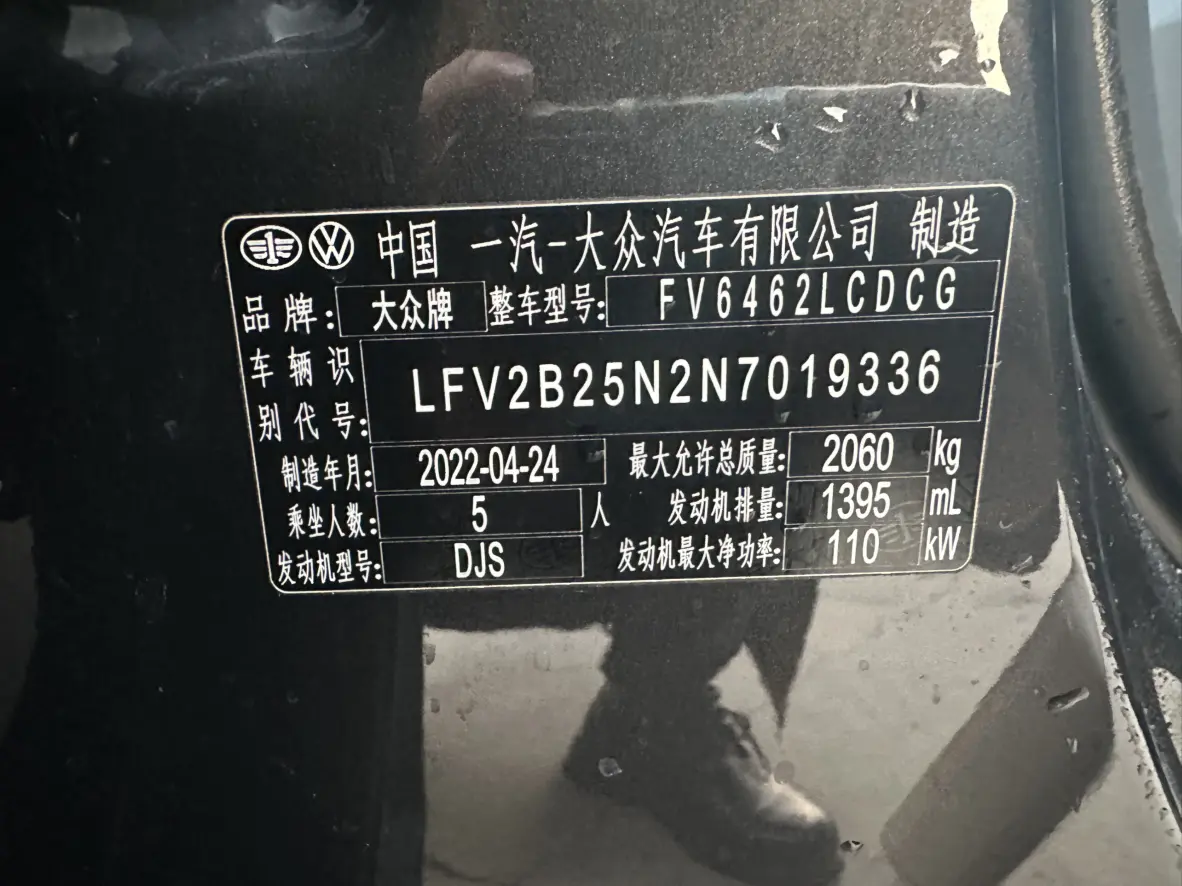 中国 一汽-大众汽车有限公司 制造
品牌: 大众牌 整车型号: FV6462LCDCG
车辆识别代号: LFV2B25N2N7019336
制造年月: 2022-04-24 最大允许总质量: 2060 kg
乘坐人数: 5 人 发动机排量: 1395 mL
发动机型号: DJS 发动机最大净功率: 110 kW